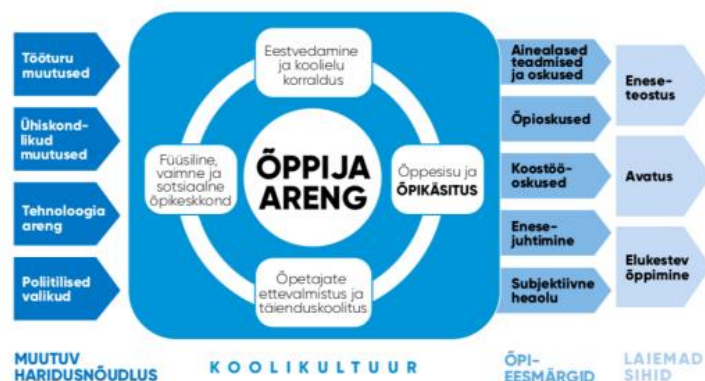 Tööturu
muutused
Ühiskond-
likud
muutused
Tehnoloogia
areng
Poliitilised
valikud
MUUTUV
HARIDUSNÕUDLUS
Eestvedamine
ja koolielu
korraldus
Füüsiline,
vaimne ja
sotsiaalne
õpikeskkond
ÕPPIJA
ARENG
Õppesisu ja
ÕPIKÄSITUS
Õpetajate
ettevalmistus ja
täienduskoolitus
KOOLIKULTUUR
Ainealased
teadmised
ja oskused
Õpioskused
Koostöö-
oskused
Enese-
juhtimine
Subjektiivne
heaolu
ÕPI-
EESMÄRGID
Enese-
teostus
Avatus
Elukestev
õppimine
LAIEMAD
SIHID